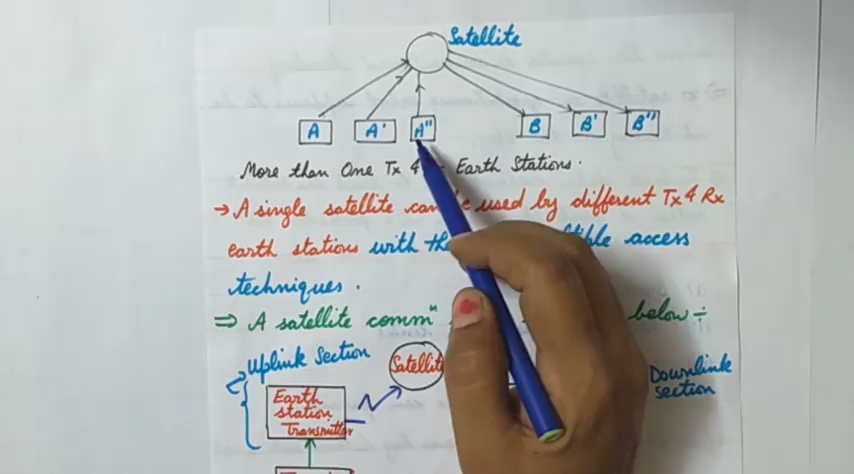 Satellite
A A' A" B B' B"
More than One Tx & Earth Stations.
→ A single satellite can be used by different Tx & Rx
earth stations with the access
techniques.
⇒ A satellite commⁿ below ÷
Uplink Section
Satellite
Downlink
section
Earth
station
Transmitter